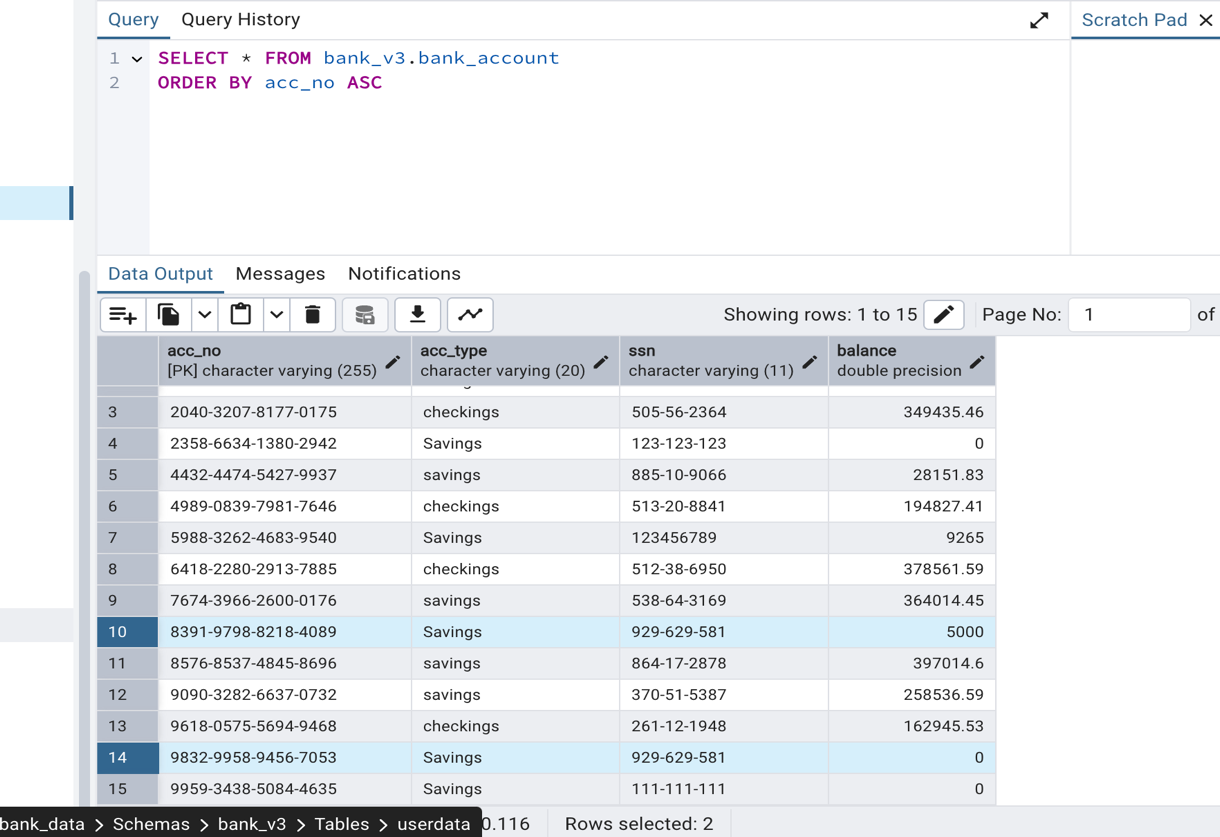 Query Query History Scratch Pad
1 SELECT * FROM bank_v3.bank_account
2 ORDER BY acc_no ASC
Data Output Messages Notifications
Showing rows: 1 to 15 Page No: 1 of
acc_no acc_type ssn balance
[PK] character varying (255) character varying (20) character varying (11) double precision
3 2040-3207-8177-0175 checkings 505-56-2364 349435.46
4 2358-6634-1380-2942 Savings 123-123-123 0
5 4432-4474-5427-9937 savings 885-10-9066 28151.83
6 4989-0839-7981-7646 checkings 513-20-8841 194827.41
7 5988-3262-4683-9540 Savings 123456789 9265
8 6418-2280-2913-7885 checkings 512-38-6950 378561.59
9 7674-3966-2600-0176 savings 538-64-3169 364014.45
10 8391-9798-8218-4089 Savings 929-629-581 5000
11 8576-8537-4845-8696 savings 864-17-2878 397014.6
12 9090-3282-6637-0732 savings 370-51-5387 258536.59
13 9618-0575-5694-9468 checkings 261-12-1948 162945.53
14 9832-9958-9456-7053 Savings 929-629-581 0
15 9959-3438-5084-4635 Savings 111-111-111 0
bank_data > Schemas > bank_v3 > Tables > userdata 0.116 Rows selected: 2